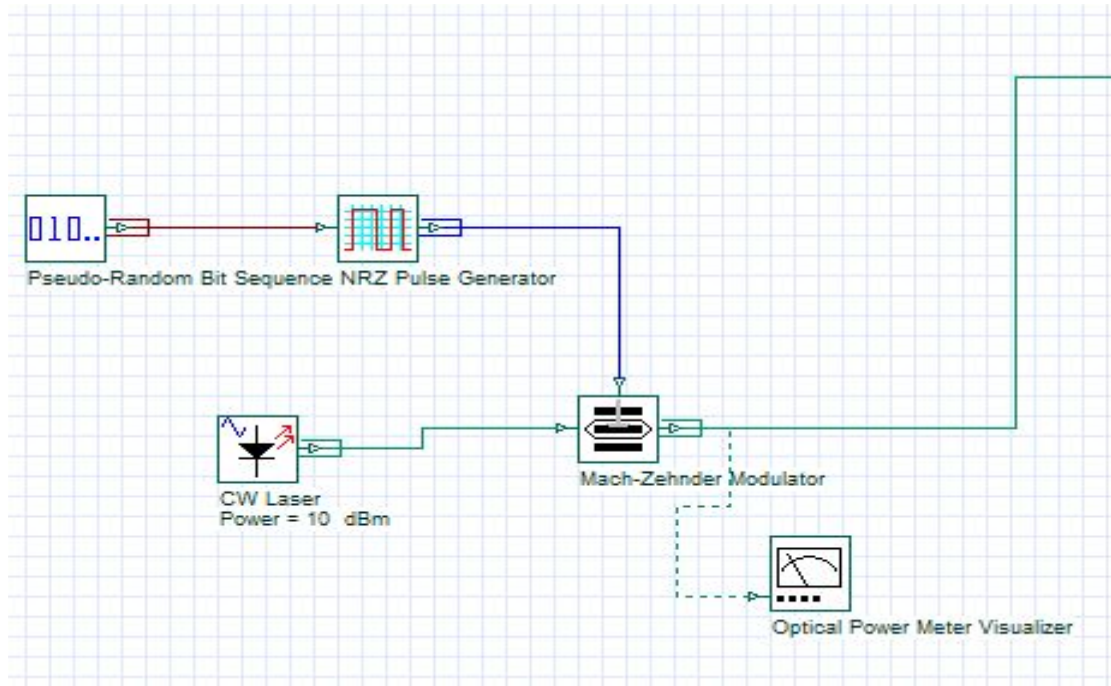 010..
Pseudo-Random Bit Sequence NRZ Pulse Generator
CW Laser
Power = 10 dBm
Mach-Zehnder Modulator
Optical Power Meter Visualizer